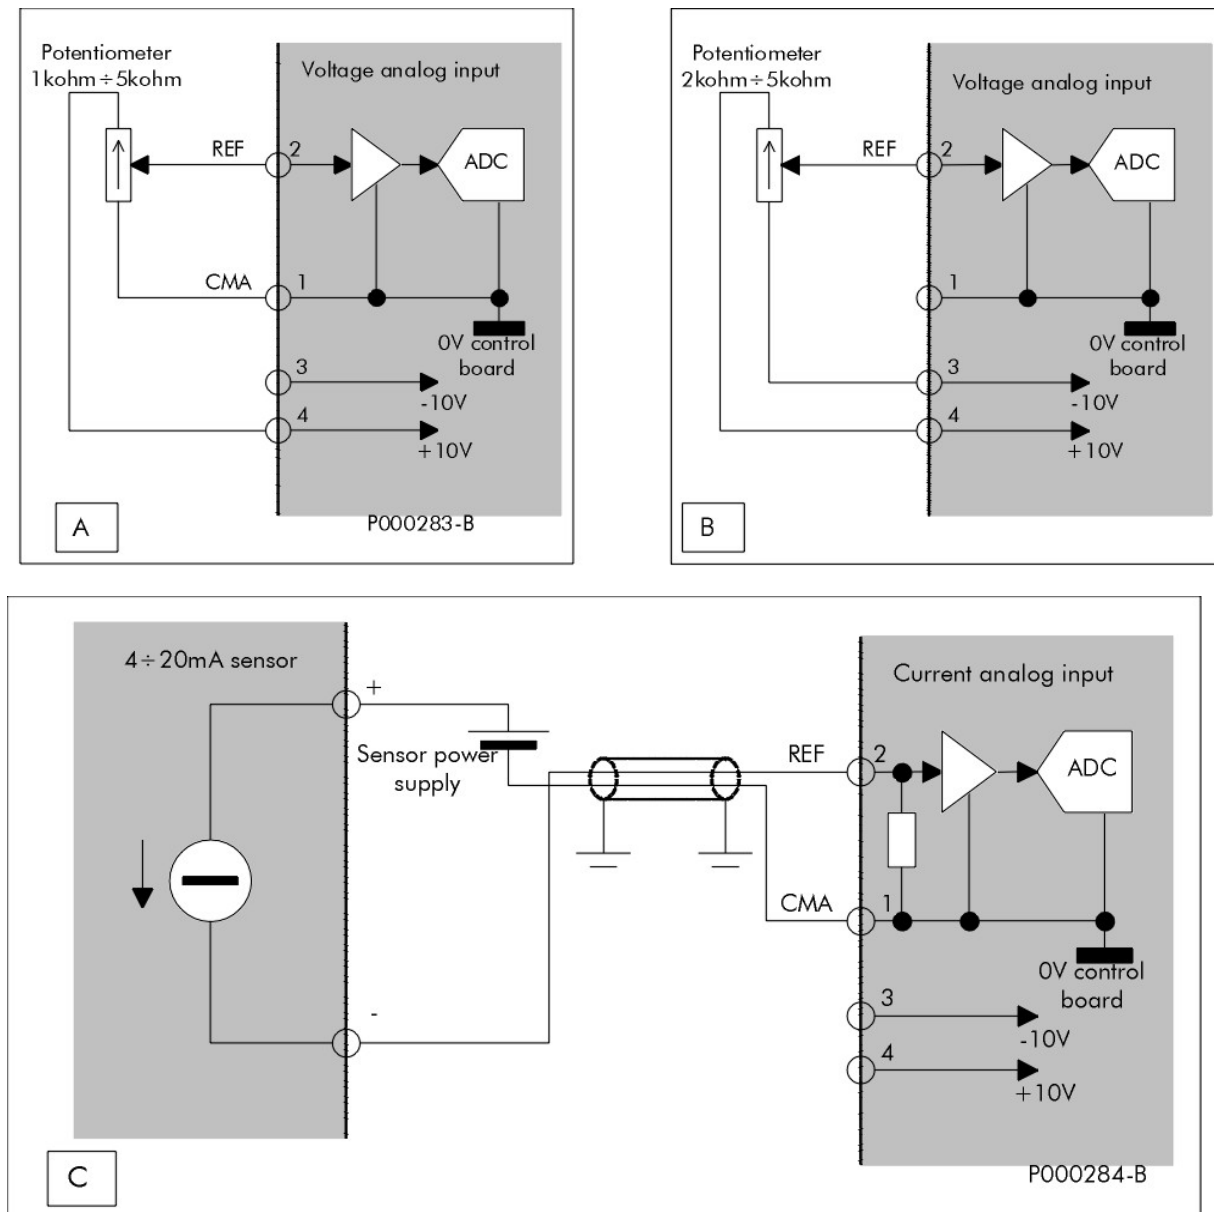 Potentiometer
1kohm÷5kohm
Voltage analog input
REF
2
ADC
CMA
1
0V control
board
3
-10V
4
+10V
A
P000283-B
Potentiometer
2kohm÷5kohm
Voltage analog input
REF
2
ADC
1
0V control
board
3
-10V
4
+10V
B
4÷20mA sensor
+
Sensor power
supply
-
Current analog input
REF
2
ADC
CMA
1
0V control
board
3
-10V
4
+10V
C
P000284-B